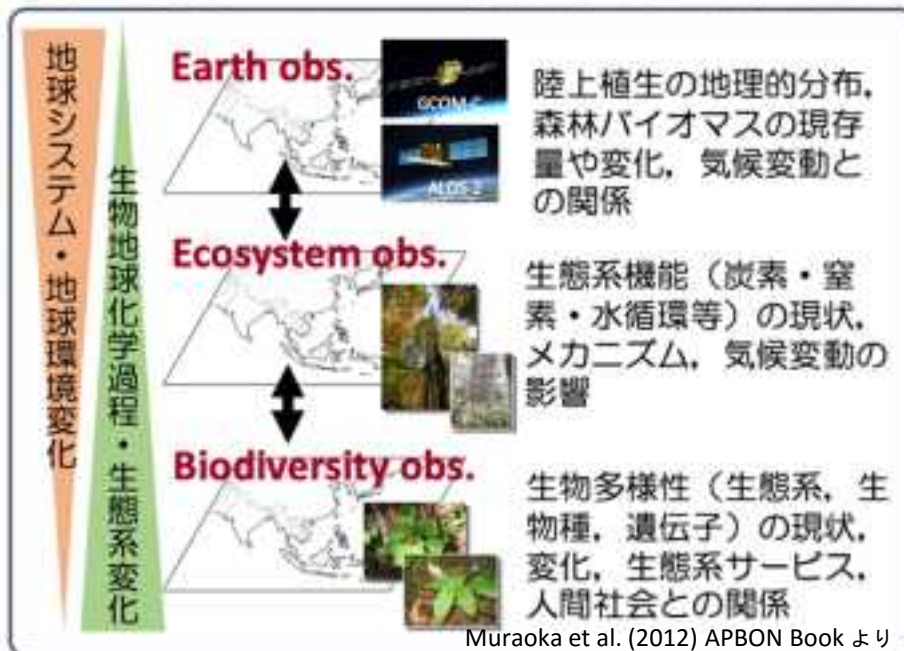 地球システム・地球環境変化
生物地球化学過程・生態系変化
Earth obs.
GCOM-C
ALOS-2
陸上植生の地理的分布，
森林バイオマスの現存
量や変化，気候変動と
の関係
Ecosystem obs.
生態系機能（炭素・窒
素・水循環等）の現状，
メカニズム，気候変動の
影響
Biodiversity obs.
生物多様性（生態系，生
物種，遺伝子）の現状，
変化，生態系サービス，
人間社会との関係
Muraoka et al. (2012) APBON Book より